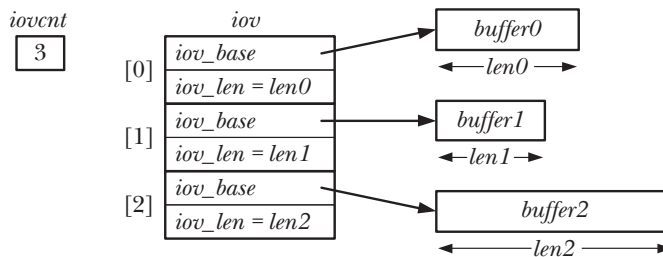 iovcnt
3
iov
[0]
iov_base
iov_len = len0
[1]
iov_base
iov_len = len1
[2]
iov_base
iov_len = len2
buffer0
len0
buffer1
len1
buffer2
len2